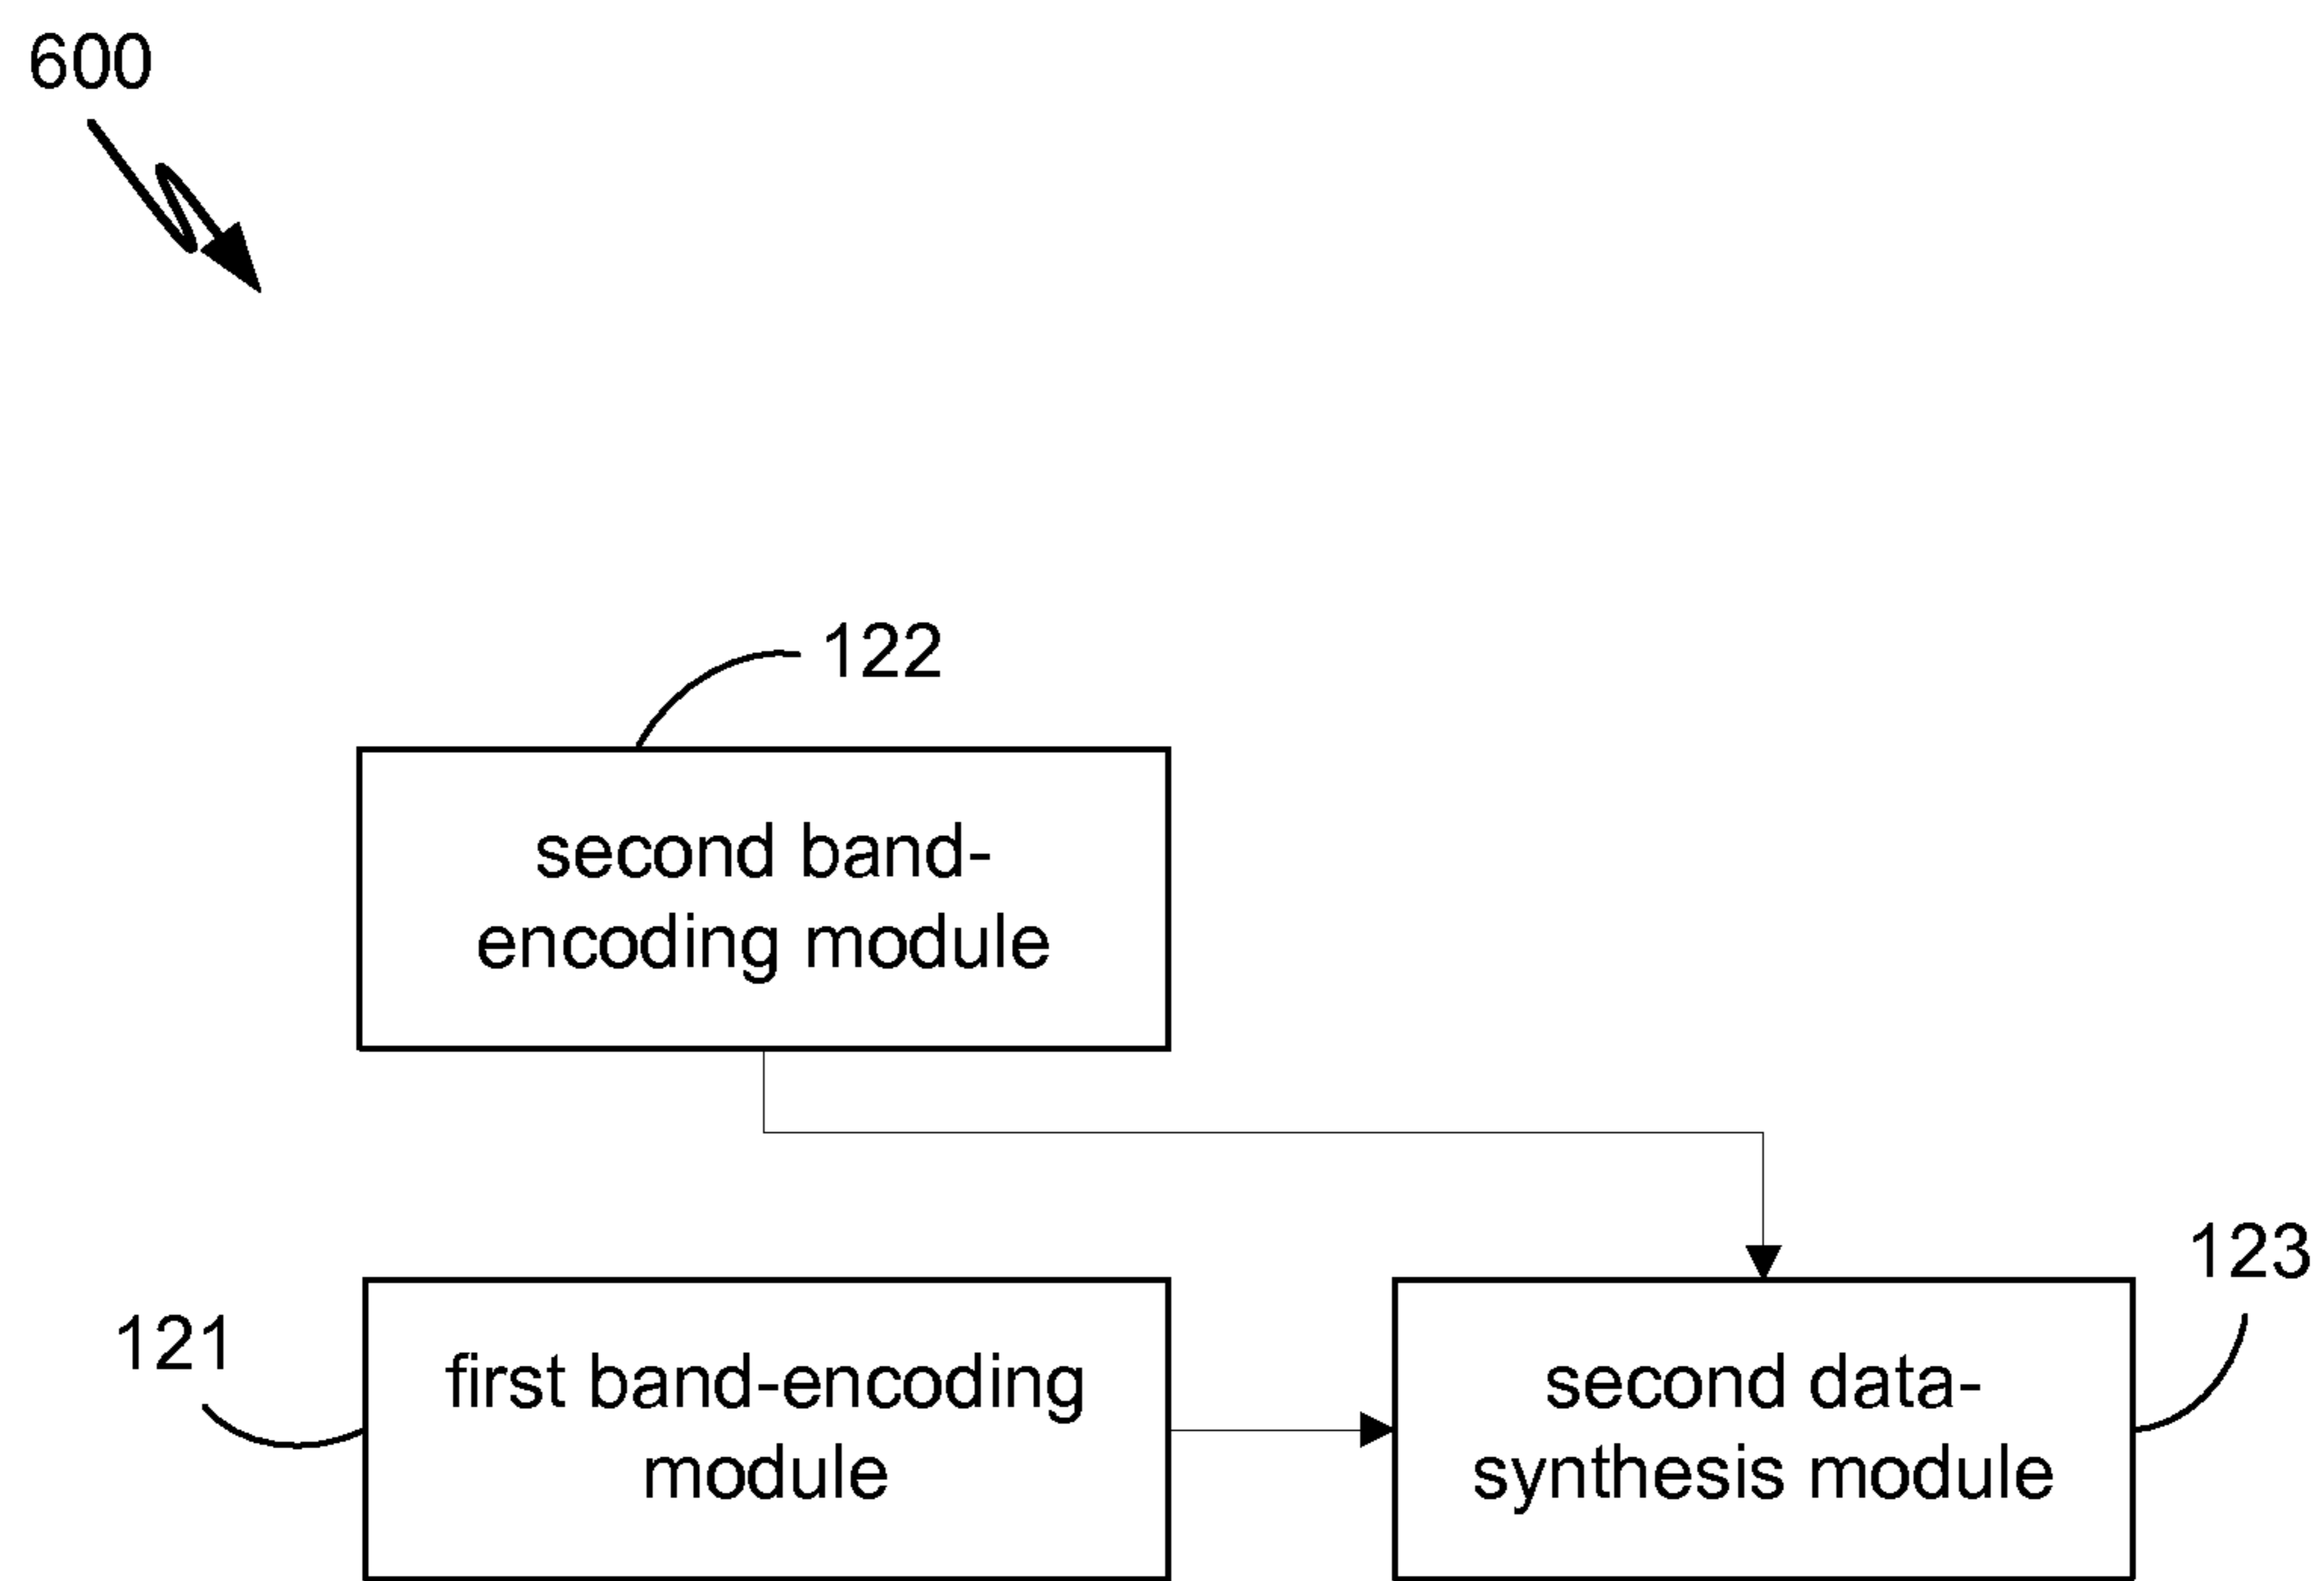 600
122
second band-
encoding module
123
121
first band-encoding
module
second data-
synthesis module